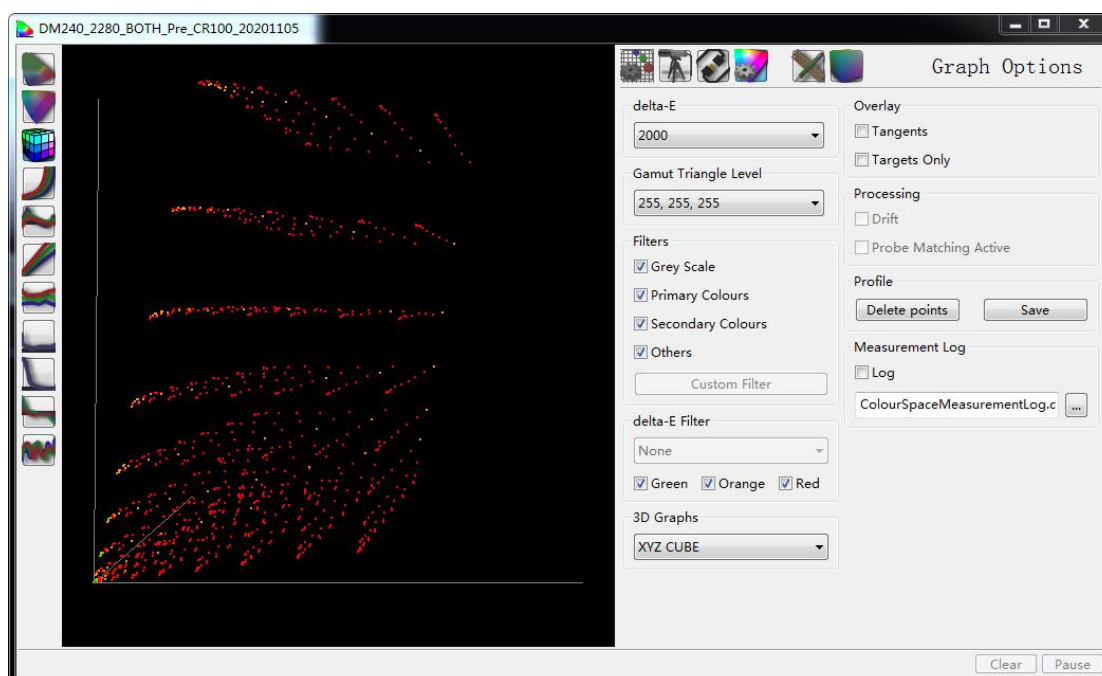 DM240_2280_BOTH_Pre_CR100_20201105
Graph Options
delta-E
2000
Gamut Triangle Level
255, 255, 255
Filters
Grey Scale
Primary Colours
Secondary Colours
Others
Custom Filter
delta-E Filter
None
Green Orange Red
3D Graphs
XYZ CUBE
Overlay
Tangents
Targets Only
Processing
Drift
Probe Matching Active
Profile
Delete points Save
Measurement Log
Log
ColourSpaceMeasurementLog.c ...
Clear Pause